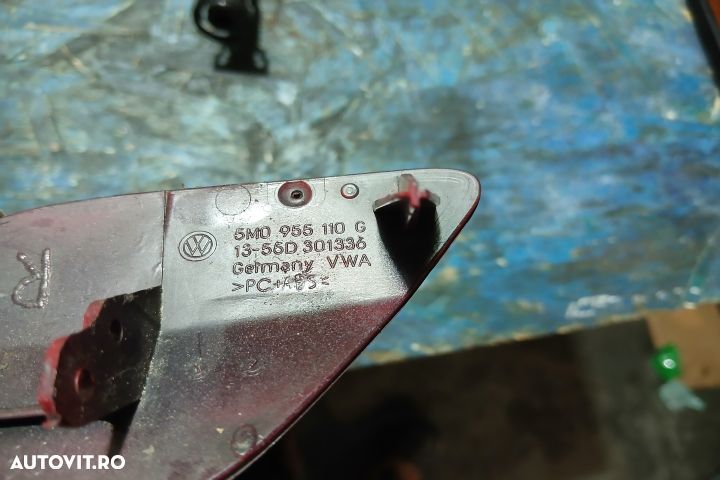 R
5M0 955 110 G
13-56D 301336
Germany VWA
>PC+ABS<
AUTOVIT.RO